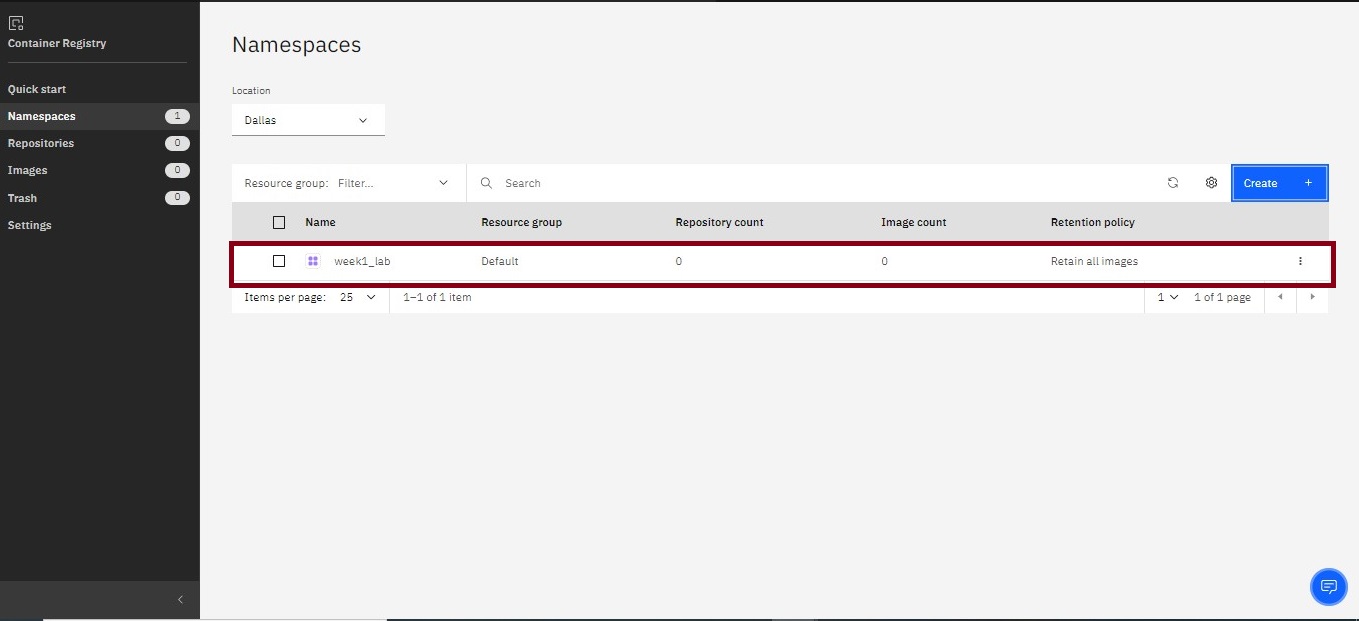 Container Registry
Quick start
Namespaces 1
Repositories 0
Images 0
Trash 0
Settings
Namespaces
Location
Dallas
Resource group: Filter... Search Create +
Name Resource group Repository count Image count Retention policy
week1_lab Default 0 0 Retain all images
Items per page: 25 1–1 of 1 item 1 1 of 1 page